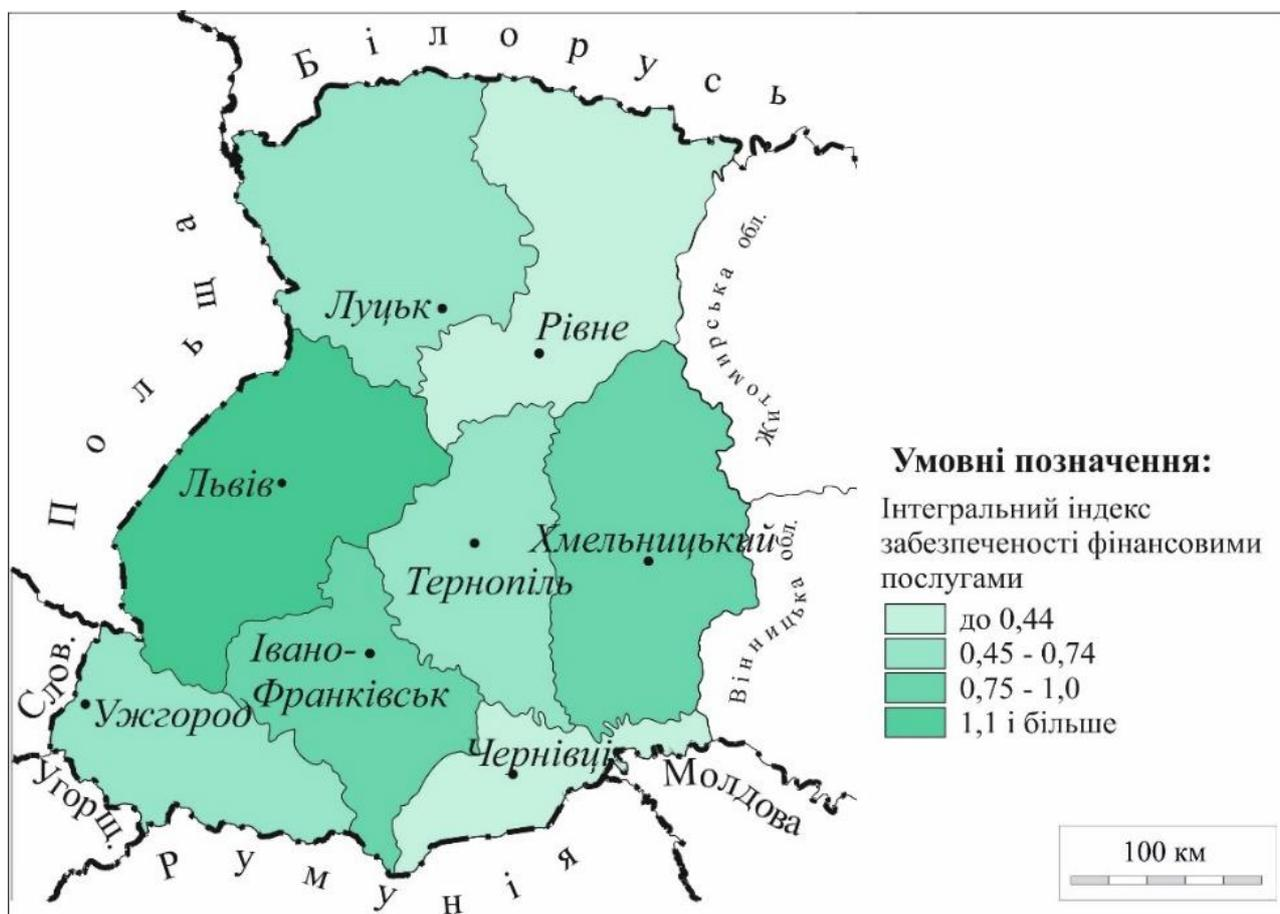 Білорусь
Польща
Житомирська обл.
Луцьк
Рівне
Львів
Хмельницький
Тернопіль
Вінницька обл.
Івано-
Франківськ
Слов.
Ужгород
Чернівці
Угорщ.
Молдова
Румунія
Умовні позначення:
Інтегральний індекс
забезпеченості фінансовими
послугами
до 0,44
0,45 - 0,74
0,75 - 1,0
1,1 і більше
100 км